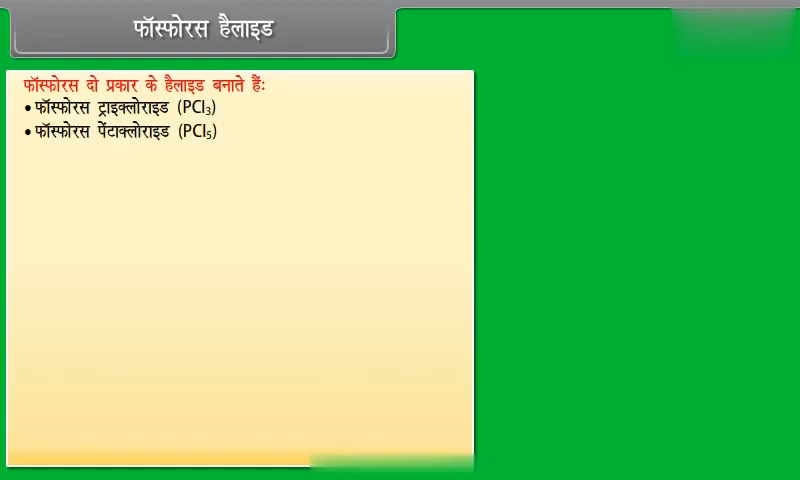 फॉस्फोरस हैलाइड
फॉस्फोरस दो प्रकार के हैलाइड बनाते हैं:
• फॉस्फोरस ट्राइक्लोराइड (PCl₃)
• फॉस्फोरस पेंटाक्लोराइड (PCl₅)